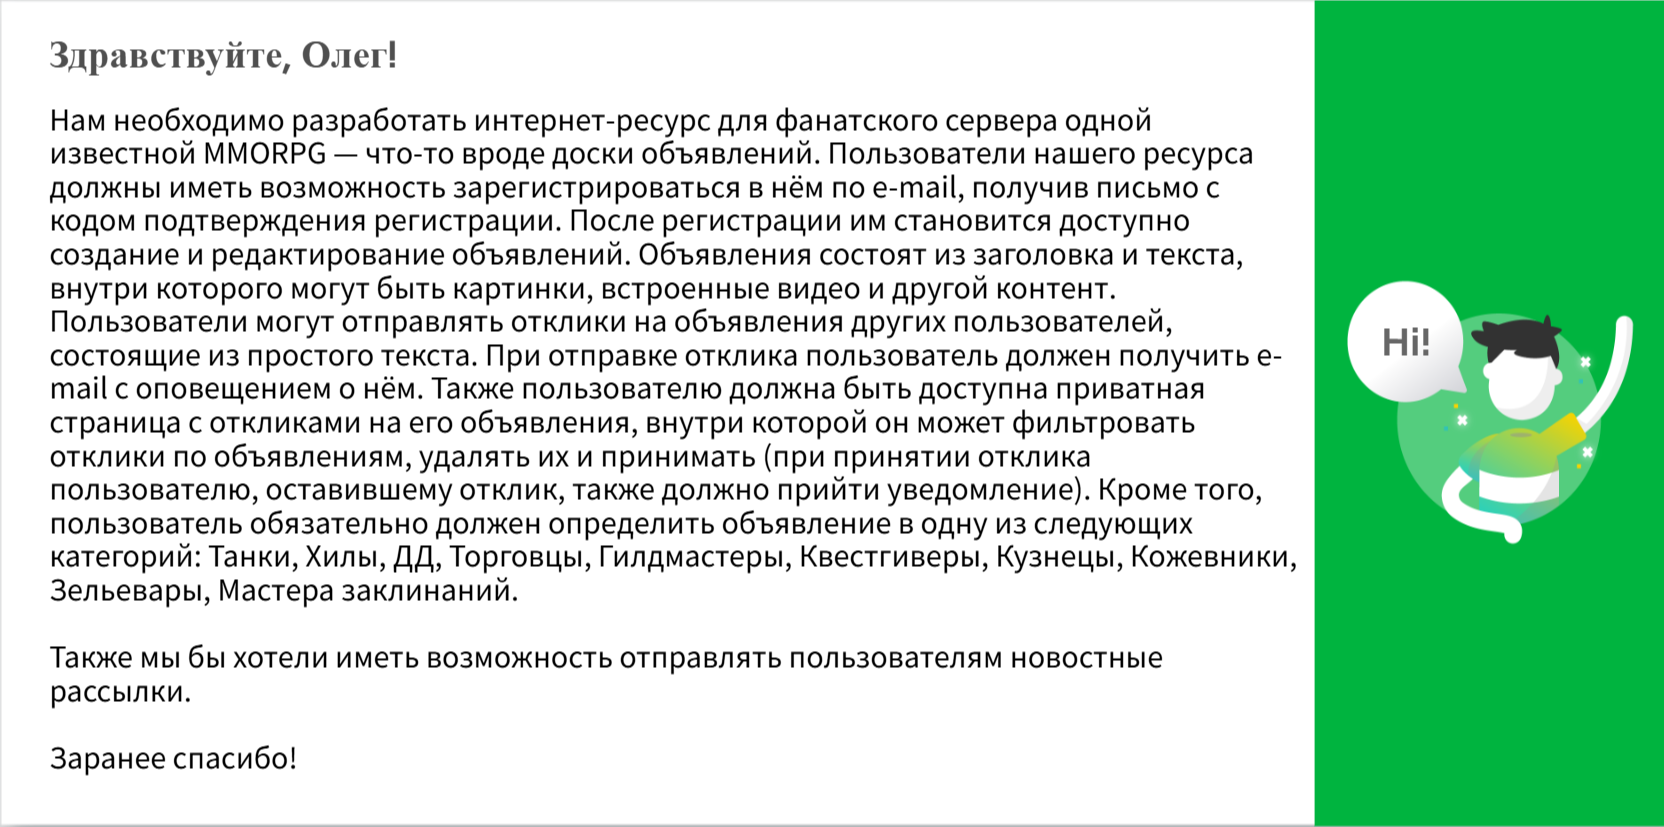 Здравствуйте, Олег!
Нам необходимо разработать интернет-ресурс для фанатского сервера одной
известной MMORPG — что-то вроде доски объявлений. Пользователи нашего ресурса
должны иметь возможность зарегистрироваться в нём по e-mail, получив письмо с
кодом подтверждения регистрации. После регистрации им становится доступно
создание и редактирование объявлений. Объявления состоят из заголовка и текста,
внутри которого могут быть картинки, встроенные видео и другой контент.
Пользователи могут отправлять отклики на объявления других пользователей,
состоящие из простого текста. При отправке отклика пользователь должен получить e-
mail с оповещением о нём. Также пользователю должна быть доступна приватная
страница с откликами на его объявления, внутри которой он может фильтровать
отклики по объявлениям, удалять их и принимать (при принятии отклика
пользователю, оставившему отклик, также должно прийти уведомление). Кроме того,
пользователь обязательно должен определить объявление в одну из следующих
категорий: Танки, Хилы, ДД, Торговцы, Гилдмастеры, Квестгиверы, Кузнецы, Кожевники,
Зельевары, Мастера заклинаний.
Также мы бы хотели иметь возможность отправлять пользователям новостные
рассылки.
Заранее спасибо!
Hi!